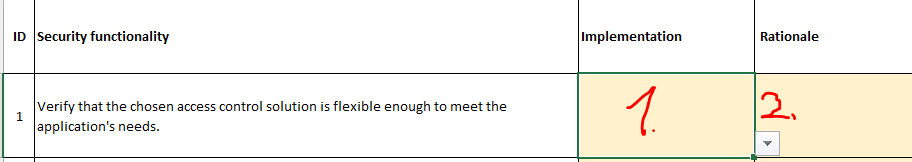 ID Security functionality Implementation Rationale
1 Verify that the chosen access control solution is flexible enough to meet the
application's needs.
1. 2.